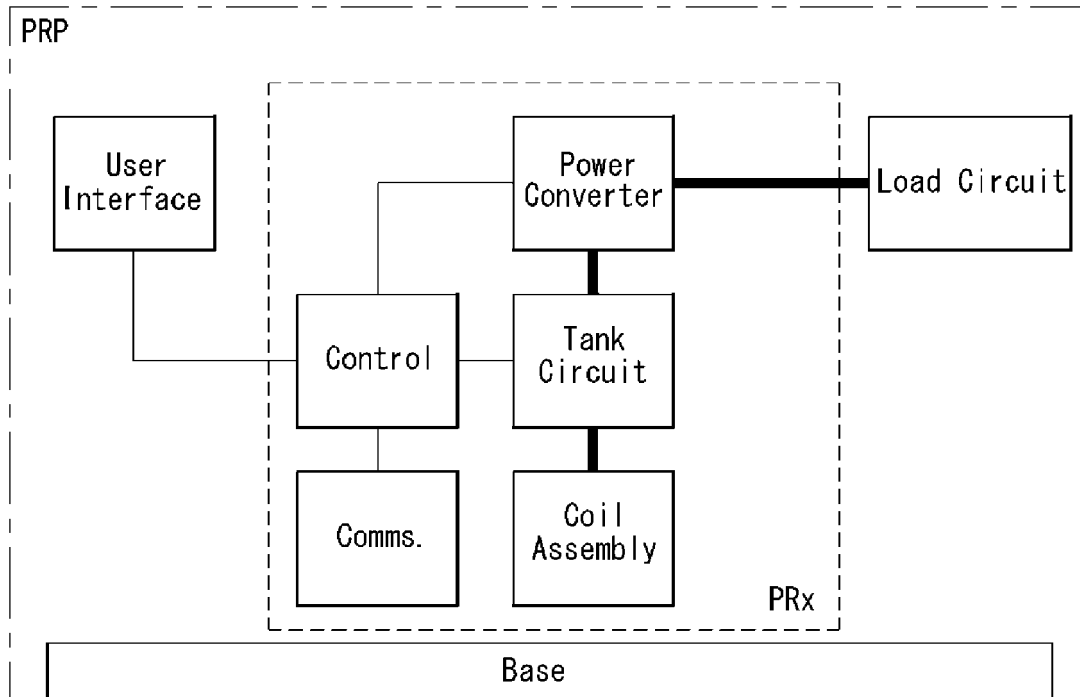 PRP
User
Interface
Power
Converter
Load Circuit
Control
Tank
Circuit
Comms.
Coil
Assembly
PRx
Base